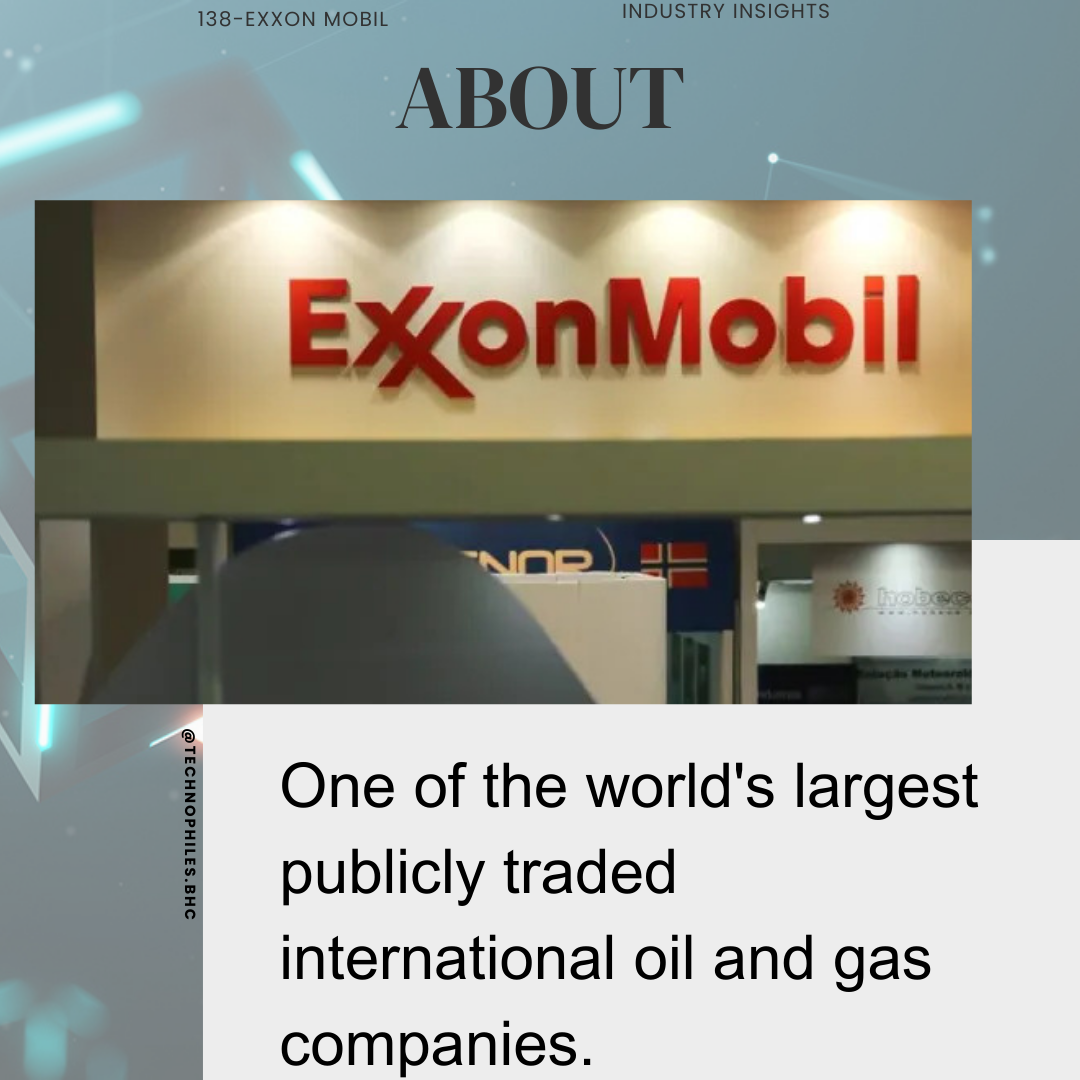 138-EXXON MOBIL
INDUSTRY INSIGHTS
ABOUT
ExxonMobil
@TECHNOPHILES.BHC
One of the world's largest
publicly traded
international oil and gas
companies.